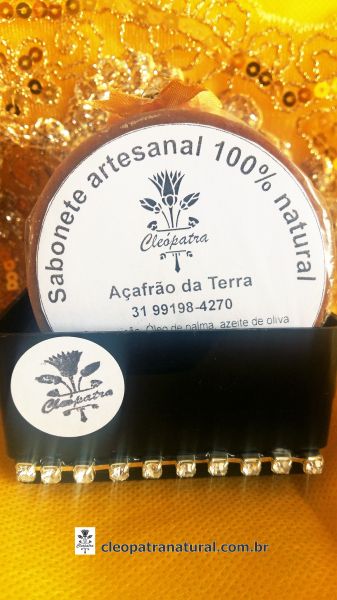 Sabonete artesanal 100% natural
Cleópatra
Açafrão da Terra
31 99198-4270
Óleo de palma, azeite de oliva
Cleópatra
Cleópatra
cleopatranatural.com.br